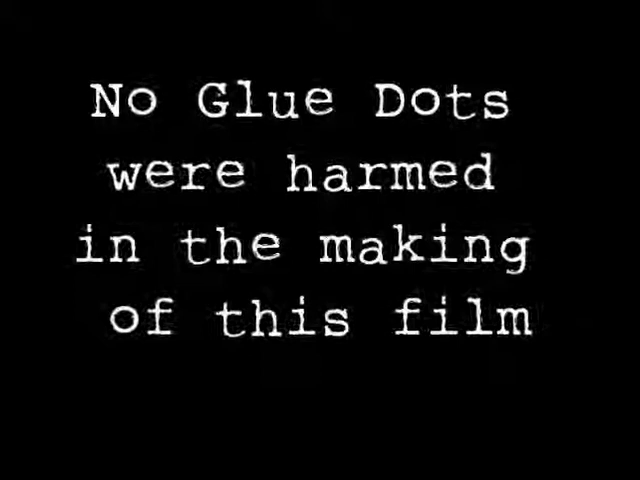 No Glue Dots
were harmed
in the making
of this film